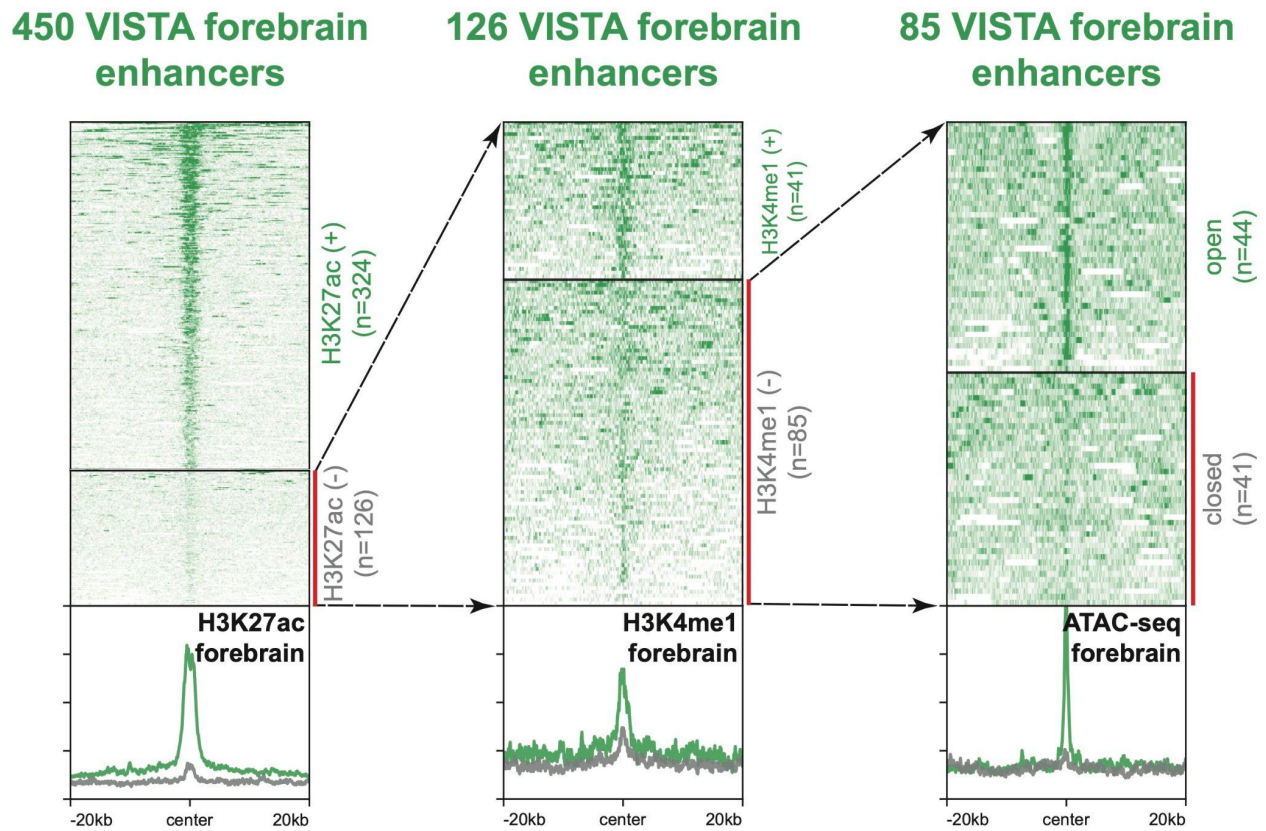 450 VISTA forebrain
enhancers
126 VISTA forebrain
enhancers
85 VISTA forebrain
enhancers
H3K27ac (+)
(n=324)
H3K27ac (-)
(n=126)
H3K4me1 (+)
(n=41)
H3K4me1 (-)
(n=85)
open
(n=44)
closed
(n=41)
H3K27ac
forebrain
H3K4me1
forebrain
ATAC-seq
forebrain
-20kb center 20kb
-20kb center 20kb
-20kb center 20kb